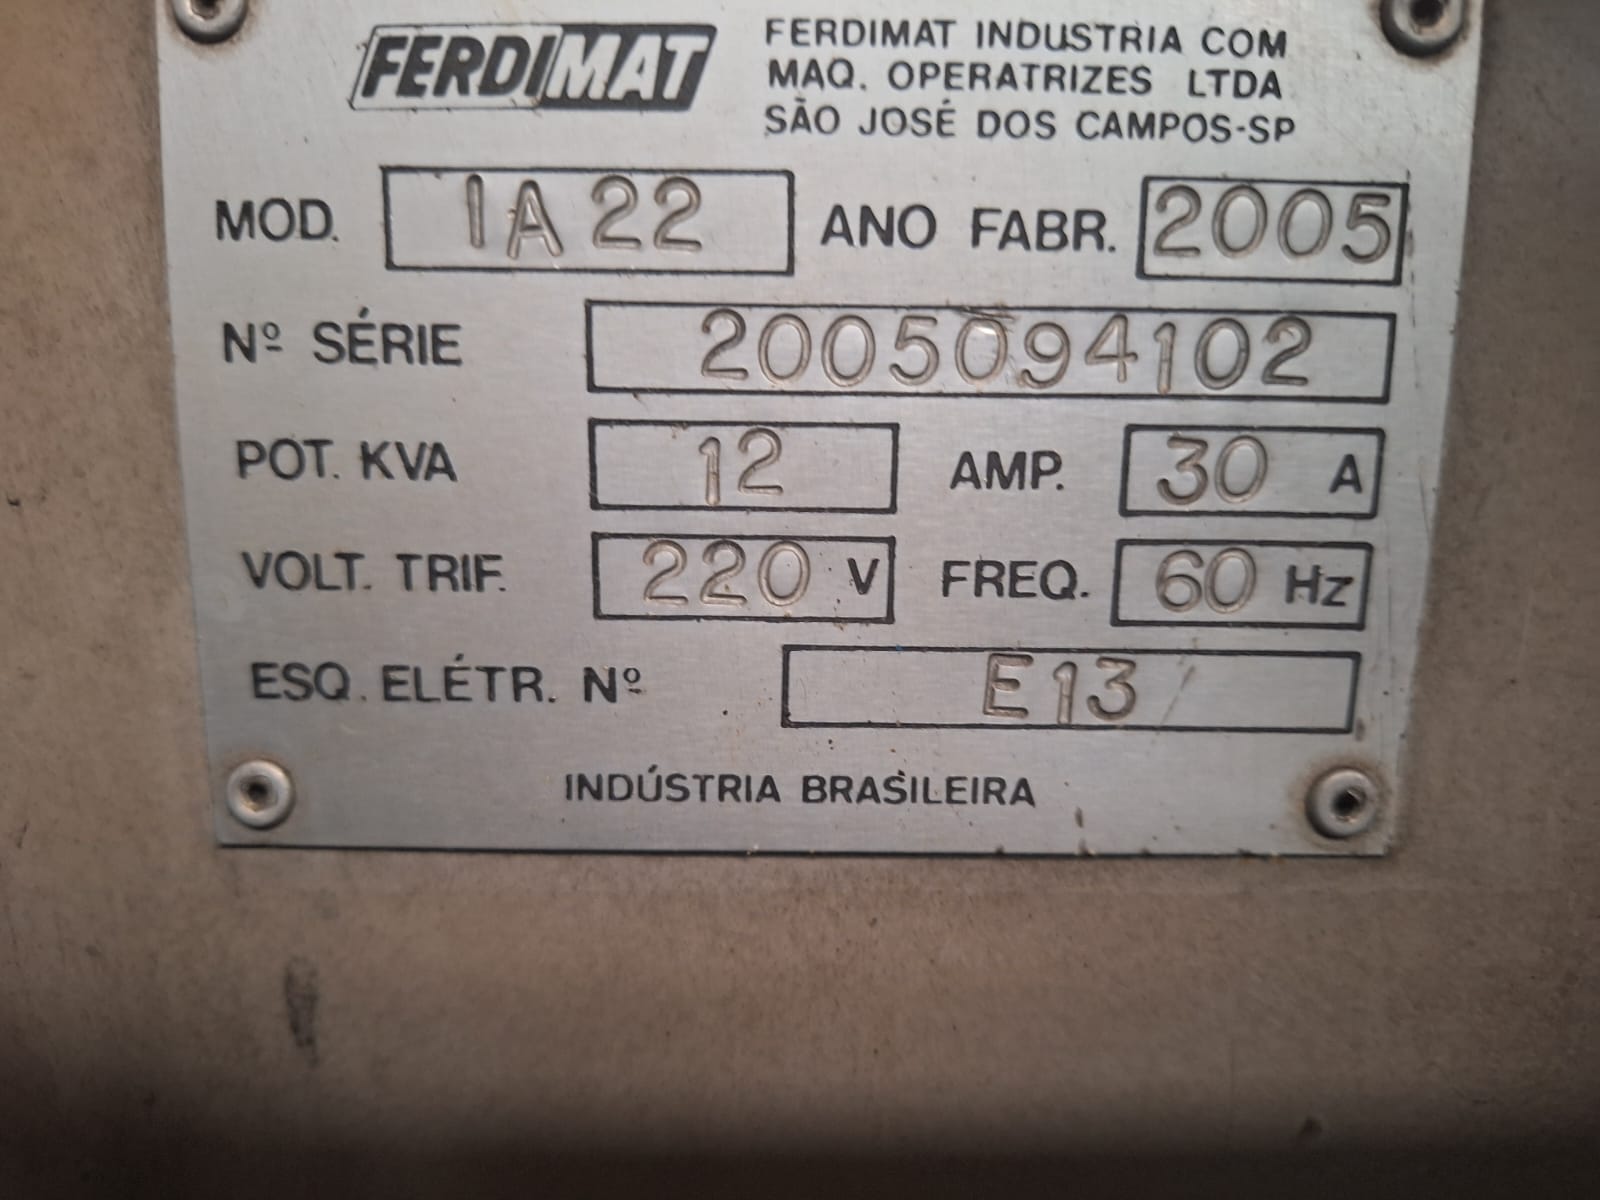 FERDIMAT
FERDIMAT INDUSTRIA COM
MAQ. OPERATRIZES LTDA
SÃO JOSÉ DOS CAMPOS-SP
MOD. IA 22 ANO FABR. 2005
Nº SÉRIE 2005094102
POT. KVA 12 AMP. 30 A
VOLT. TRIF. 220 V FREQ. 60 Hz
ESQ. ELÉTR. Nº E13
INDÚSTRIA BRASILEIRA